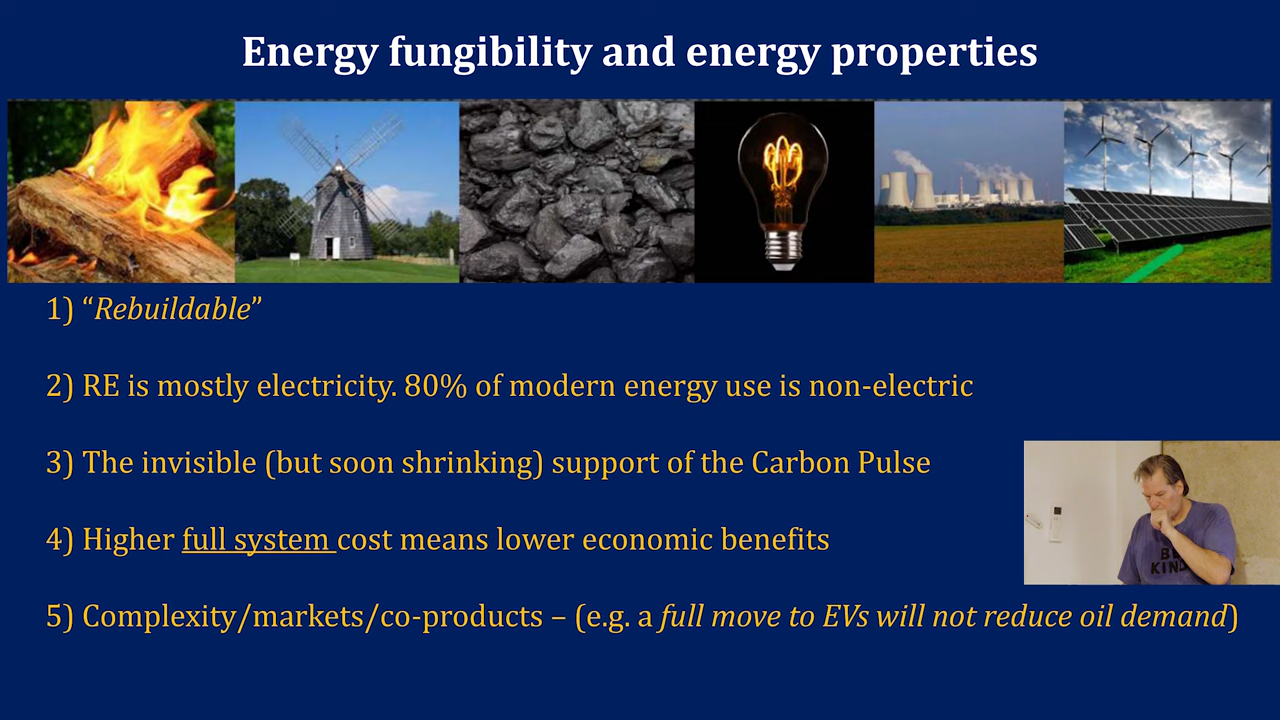 Energy fungibility and energy properties
1) “Rebuildable”
2) RE is mostly electricity. 80% of modern energy use is non-electric
3) The invisible (but soon shrinking) support of the Carbon Pulse
4) Higher full system cost means lower economic benefits
5) Complexity/markets/co-products – (e.g. a full move to EVs will not reduce oil demand)